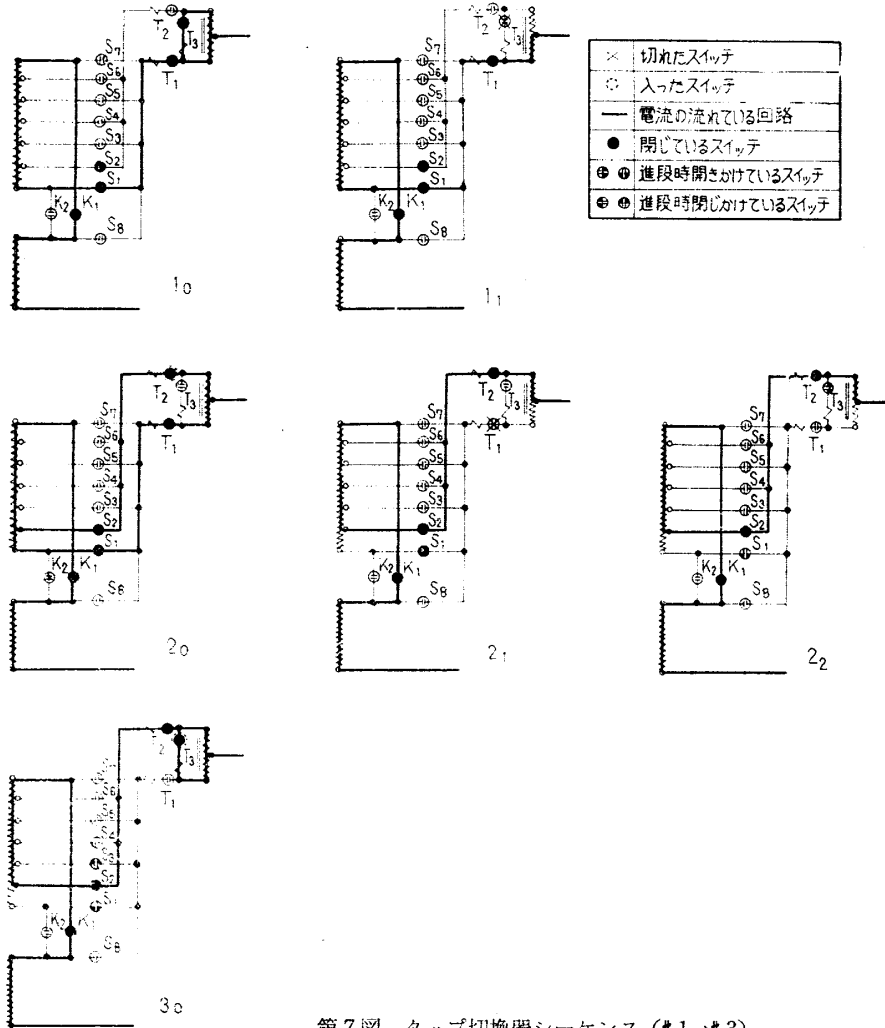 T₂
T₃
S₇
S₆
S₅
S₄
S₃
S₂
S₁
T₁
K₂
K₁
S₈
1₀
T₂
T₃
S₇
S₆
S₅
S₄
S₃
S₂
S₁
T₁
K₂
K₁
S₈
1₁
切れたスイッチ
入ったスイッチ
電流の流れている回路
閉じているスイッチ
進段時開きかけているスイッチ
進段時閉じかけているスイッチ
T₂
T₃
S₇
S₆
S₅
S₄
S₃
S₂
S₁
T₁
K₂
K₁
S₈
2₀
T₂
T₃
S₇
S₆
S₅
S₄
S₃
S₂
S₁
T₁
K₂
K₁
S₈
2₁
T₂
T₃
S₇
S₆
S₅
S₄
S₃
S₂
S₁
T₁
K₂
K₁
S₈
2₂
T₃
T₁
K₂
S₈
3₀
第7図 タップ切換器シーケンス